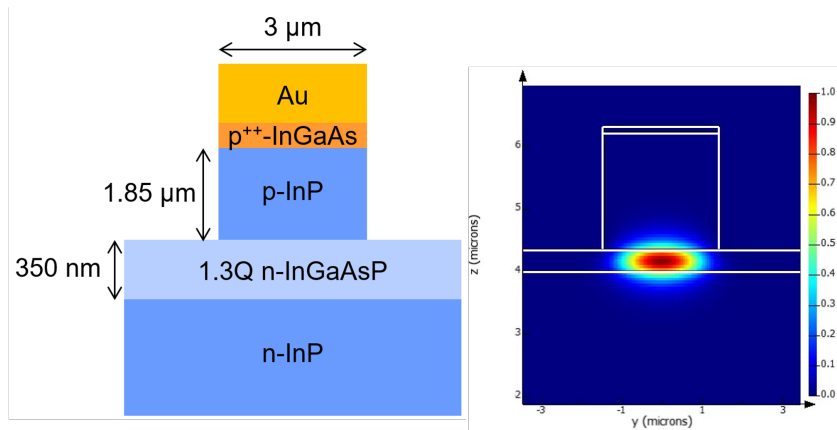 3 µm
Au
p++-InGaAs
1.85 µm
p-InP
350 nm
1.3Q n-InGaAsP
n-InP
z (microns)
6
5
4
3
2
-3
-1
1
3
y (microns)
1.0
0.9
0.8
0.7
0.6
0.5
0.4
0.3
0.2
0.1
0.0